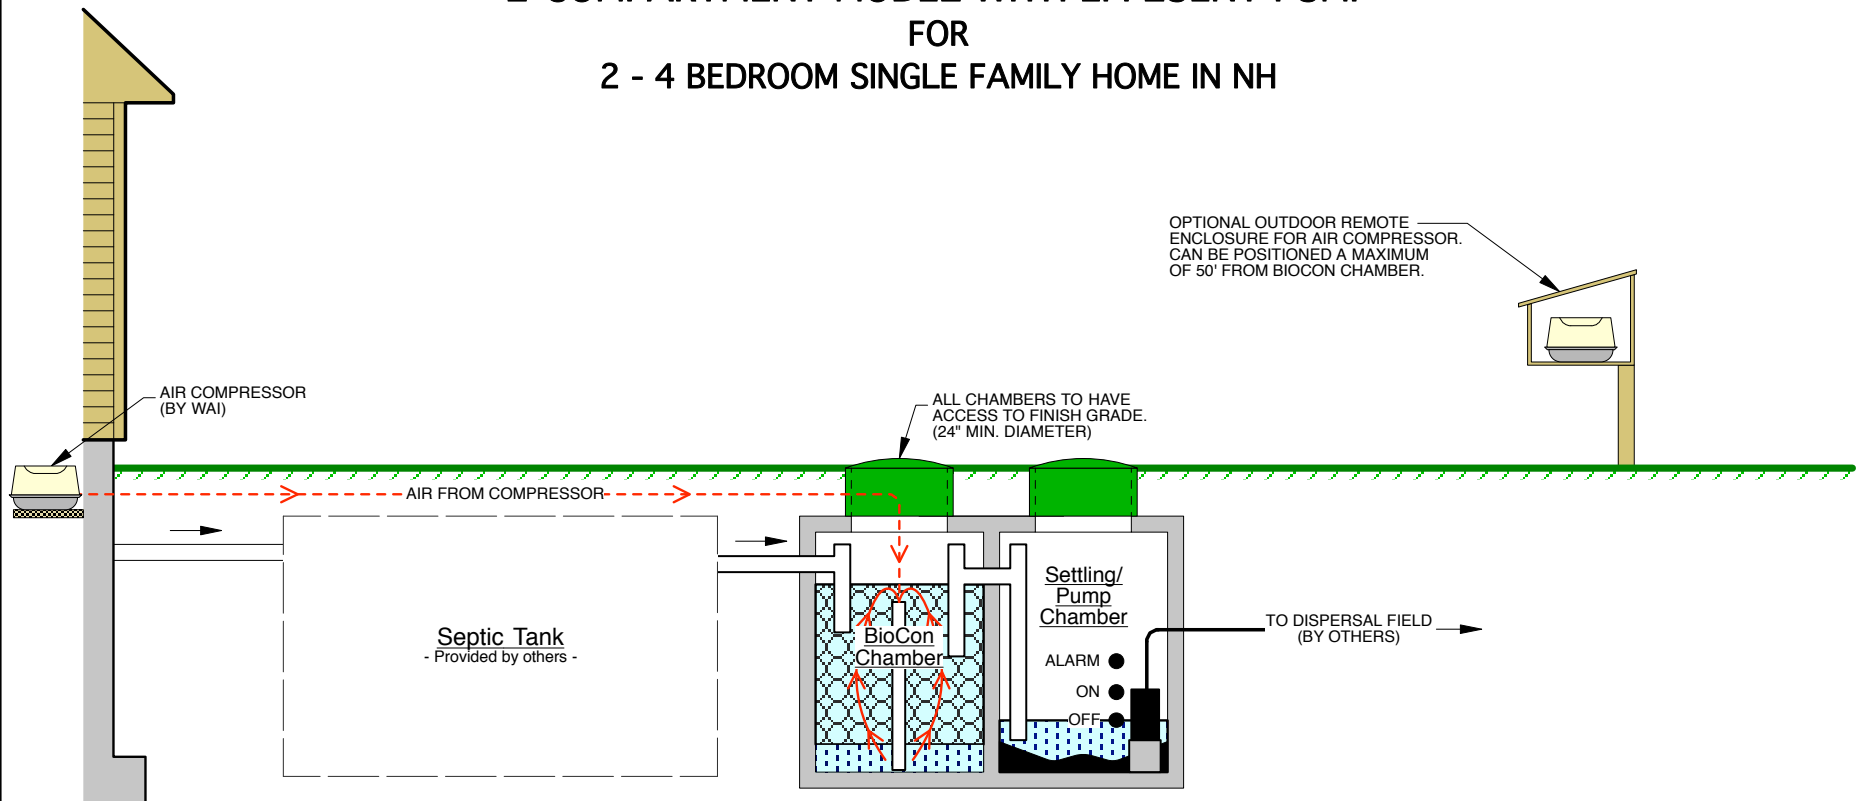 FOR
2 - 4 BEDROOM SINGLE FAMILY HOME IN NH
OPTIONAL OUTDOOR REMOTE
ENCLOSURE FOR AIR COMPRESSOR.
CAN BE POSITIONED A MAXIMUM
OF 50' FROM BIOCON CHAMBER.
AIR COMPRESSOR
(BY WAI)
ALL CHAMBERS TO HAVE
ACCESS TO FINISH GRADE.
(24" MIN. DIAMETER)
AIR FROM COMPRESSOR
Septic Tank
- Provided by others -
BioCon
Chamber
Settling/
Pump
Chamber
ALARM
ON
OFF
TO DISPERSAL FIELD
(BY OTHERS)